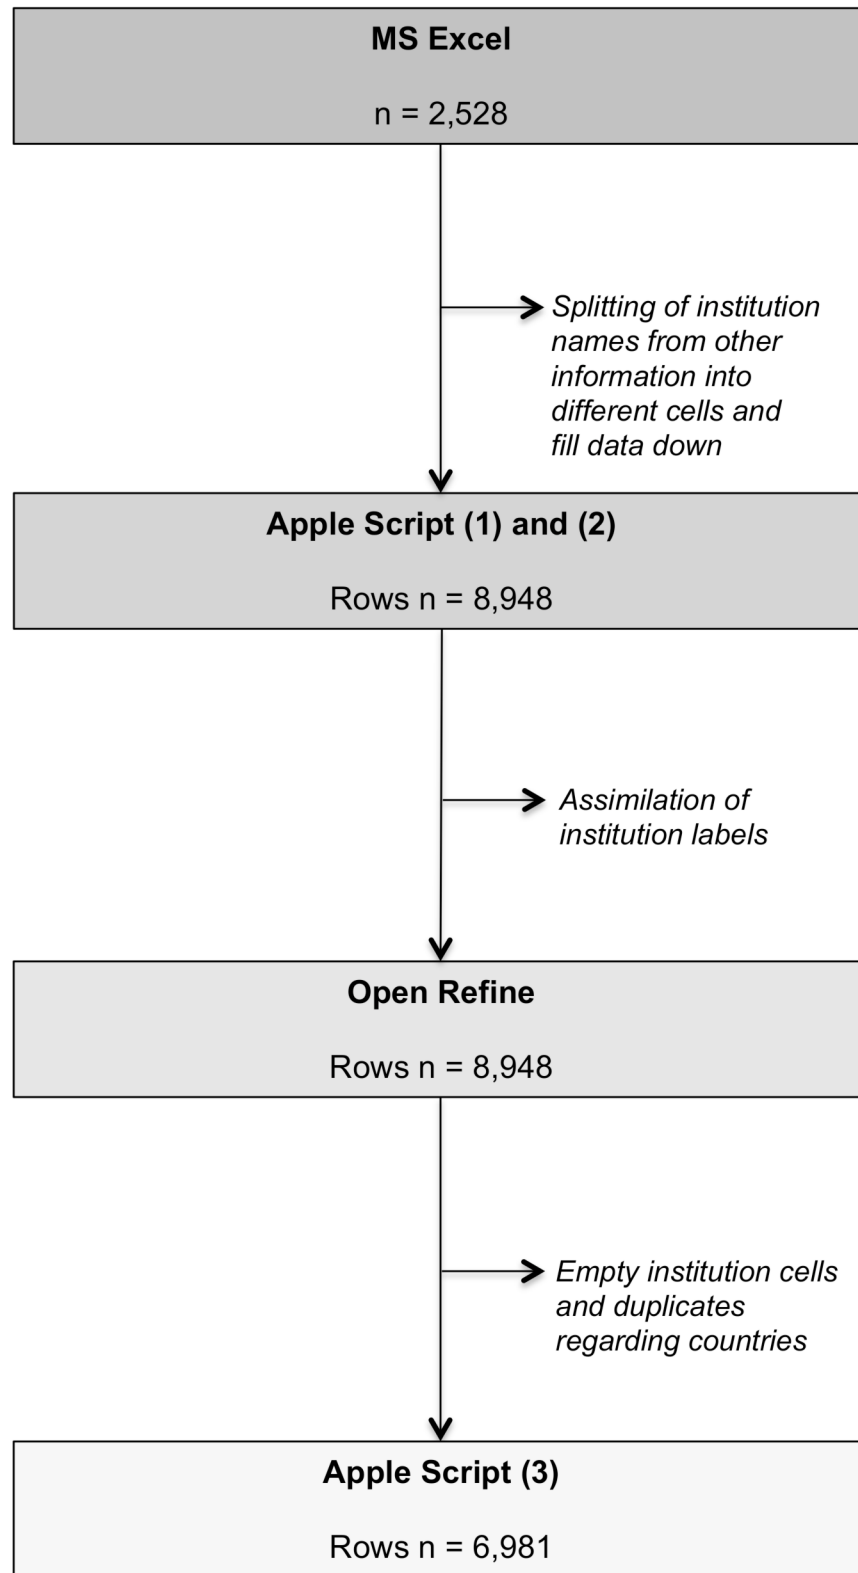 MS Excel
n = 2,528
Splitting of institution
names from other
information into
different cells and
fill data down
Apple Script (1) and (2)
Rows n = 8,948
Assimilation of
institution labels
Open Refine
Rows n = 8,948
Empty institution cells
and duplicates
regarding countries
Apple Script (3)
Rows n = 6,981